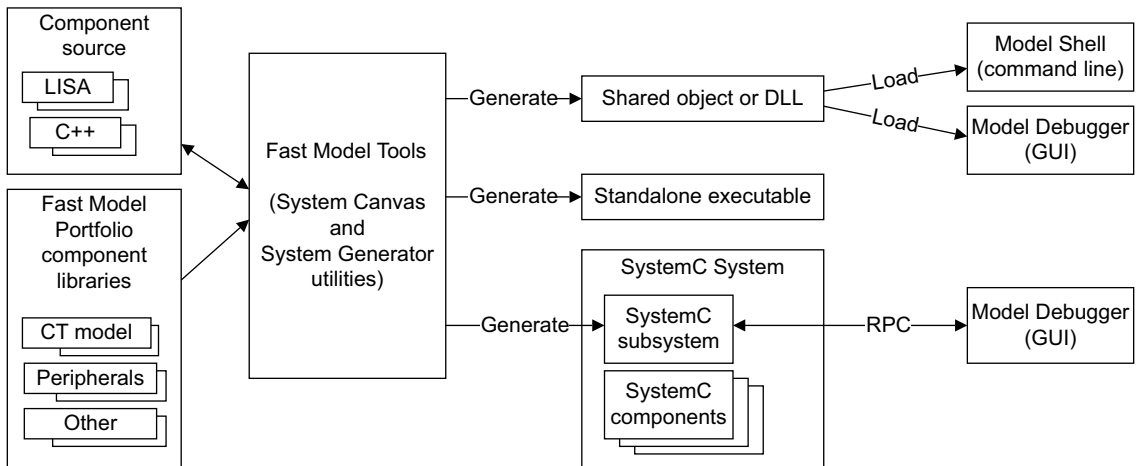 Component
source
LISA
C++
Fast Model
Portfolio
component
libraries
CT model
Peripherals
Other
Fast Model Tools
(System Canvas
and
System Generator
utilities)
Generate
Shared object or DLL
Load
Load
Model Shell
(command line)
Model Debugger
(GUI)
Generate
Standalone executable
Generate
SystemC System
SystemC
subsystem
SystemC
components
RPC
Model Debugger
(GUI)